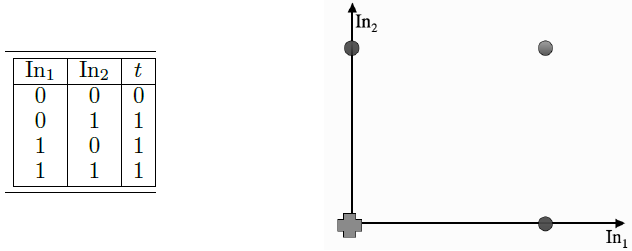 In₁ In₂ t
0 0 0
0 1 1
1 0 1
1 1 1
In₂
In₁